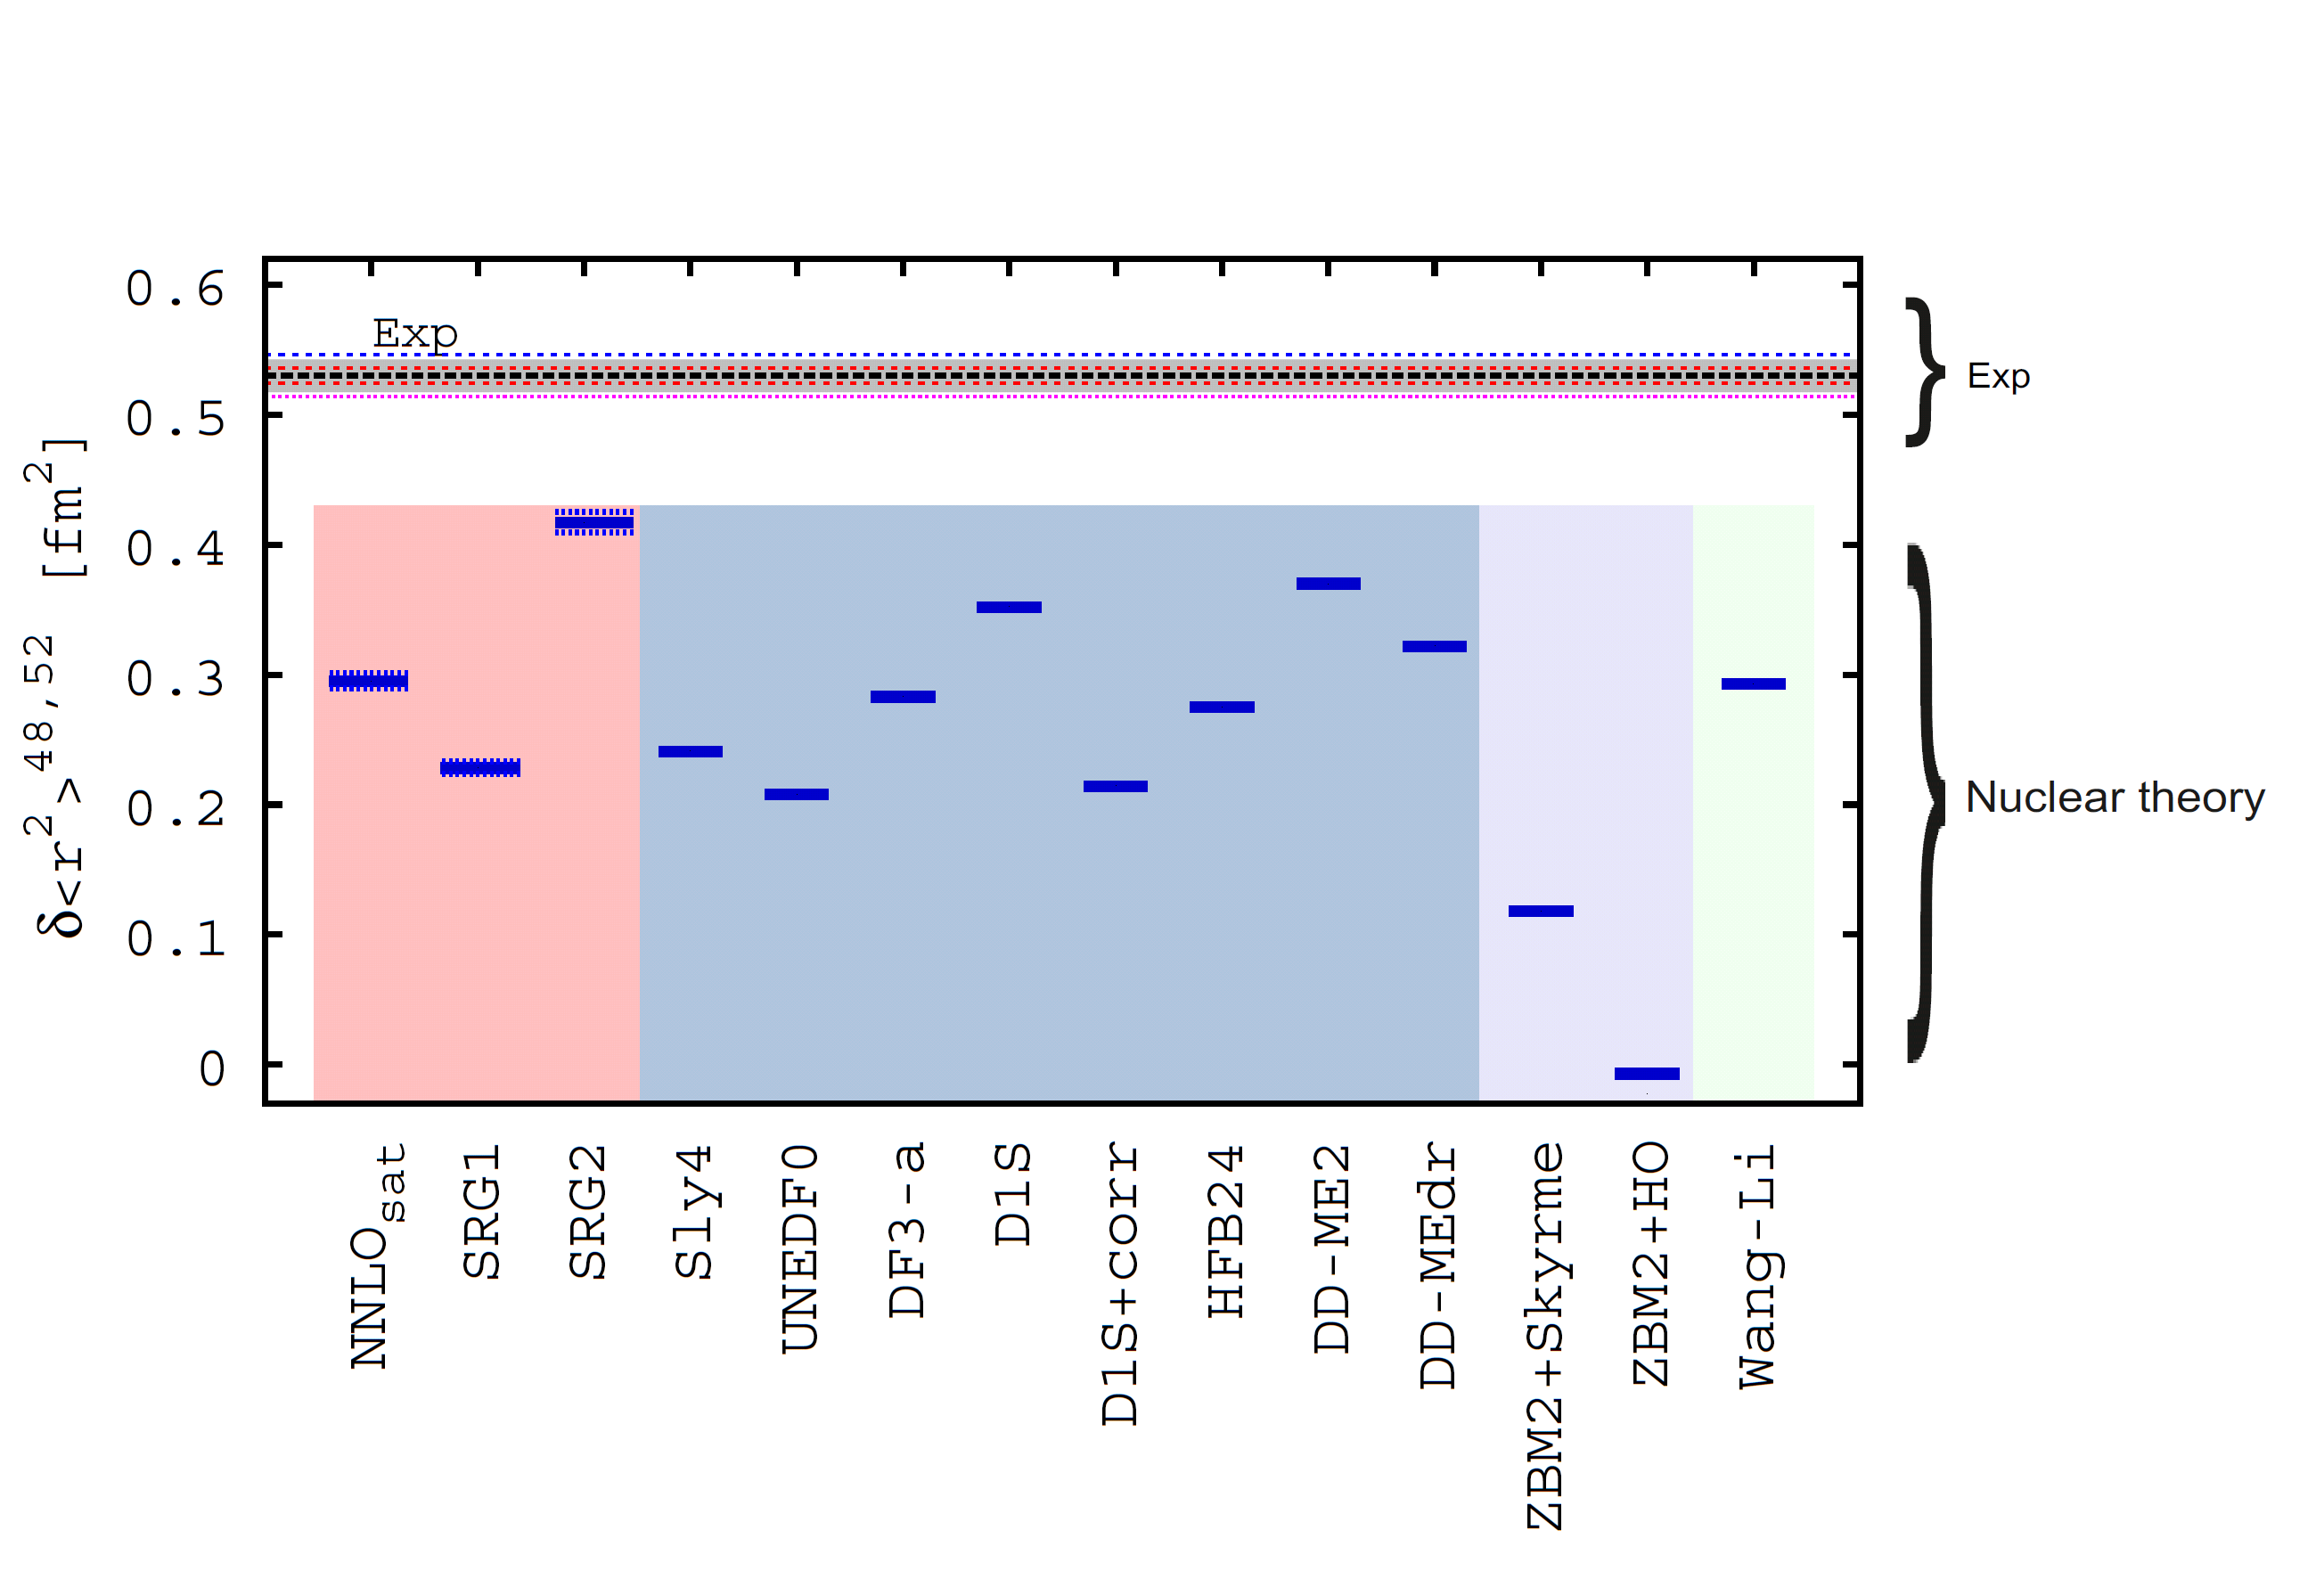 0.6
0.5
0.4
0.3
0.2
0.1
0
δ<r²>⁴⁸,⁵² [fm²]
Exp
Exp
Nuclear theory
NNLOsat
SRG1
SRG2
Sly4
UNEDF0
DF3-a
D1S
D1S+corr
HFB24
DD-ME2
DD-MEdr
ZBM2+Skyrme
ZBM2+HO
Wang-Li